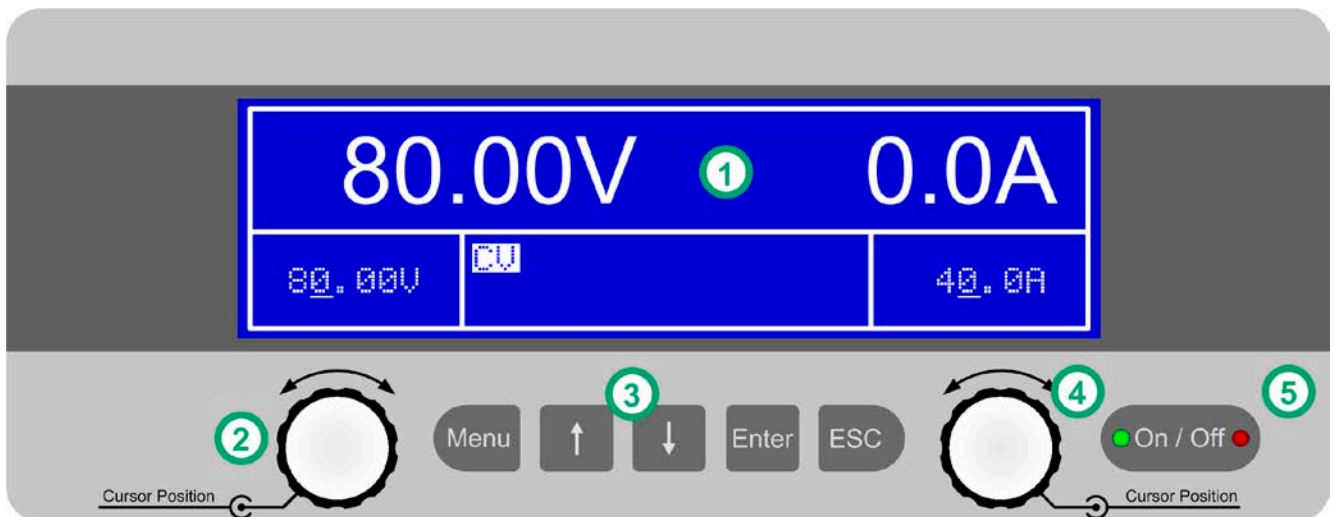 80.00V 1 0.0A
80.00V CV 40.0A
2 3 4 5
Menu ↑ ↓ Enter ESC On / Off
Cursor Position Cursor Position